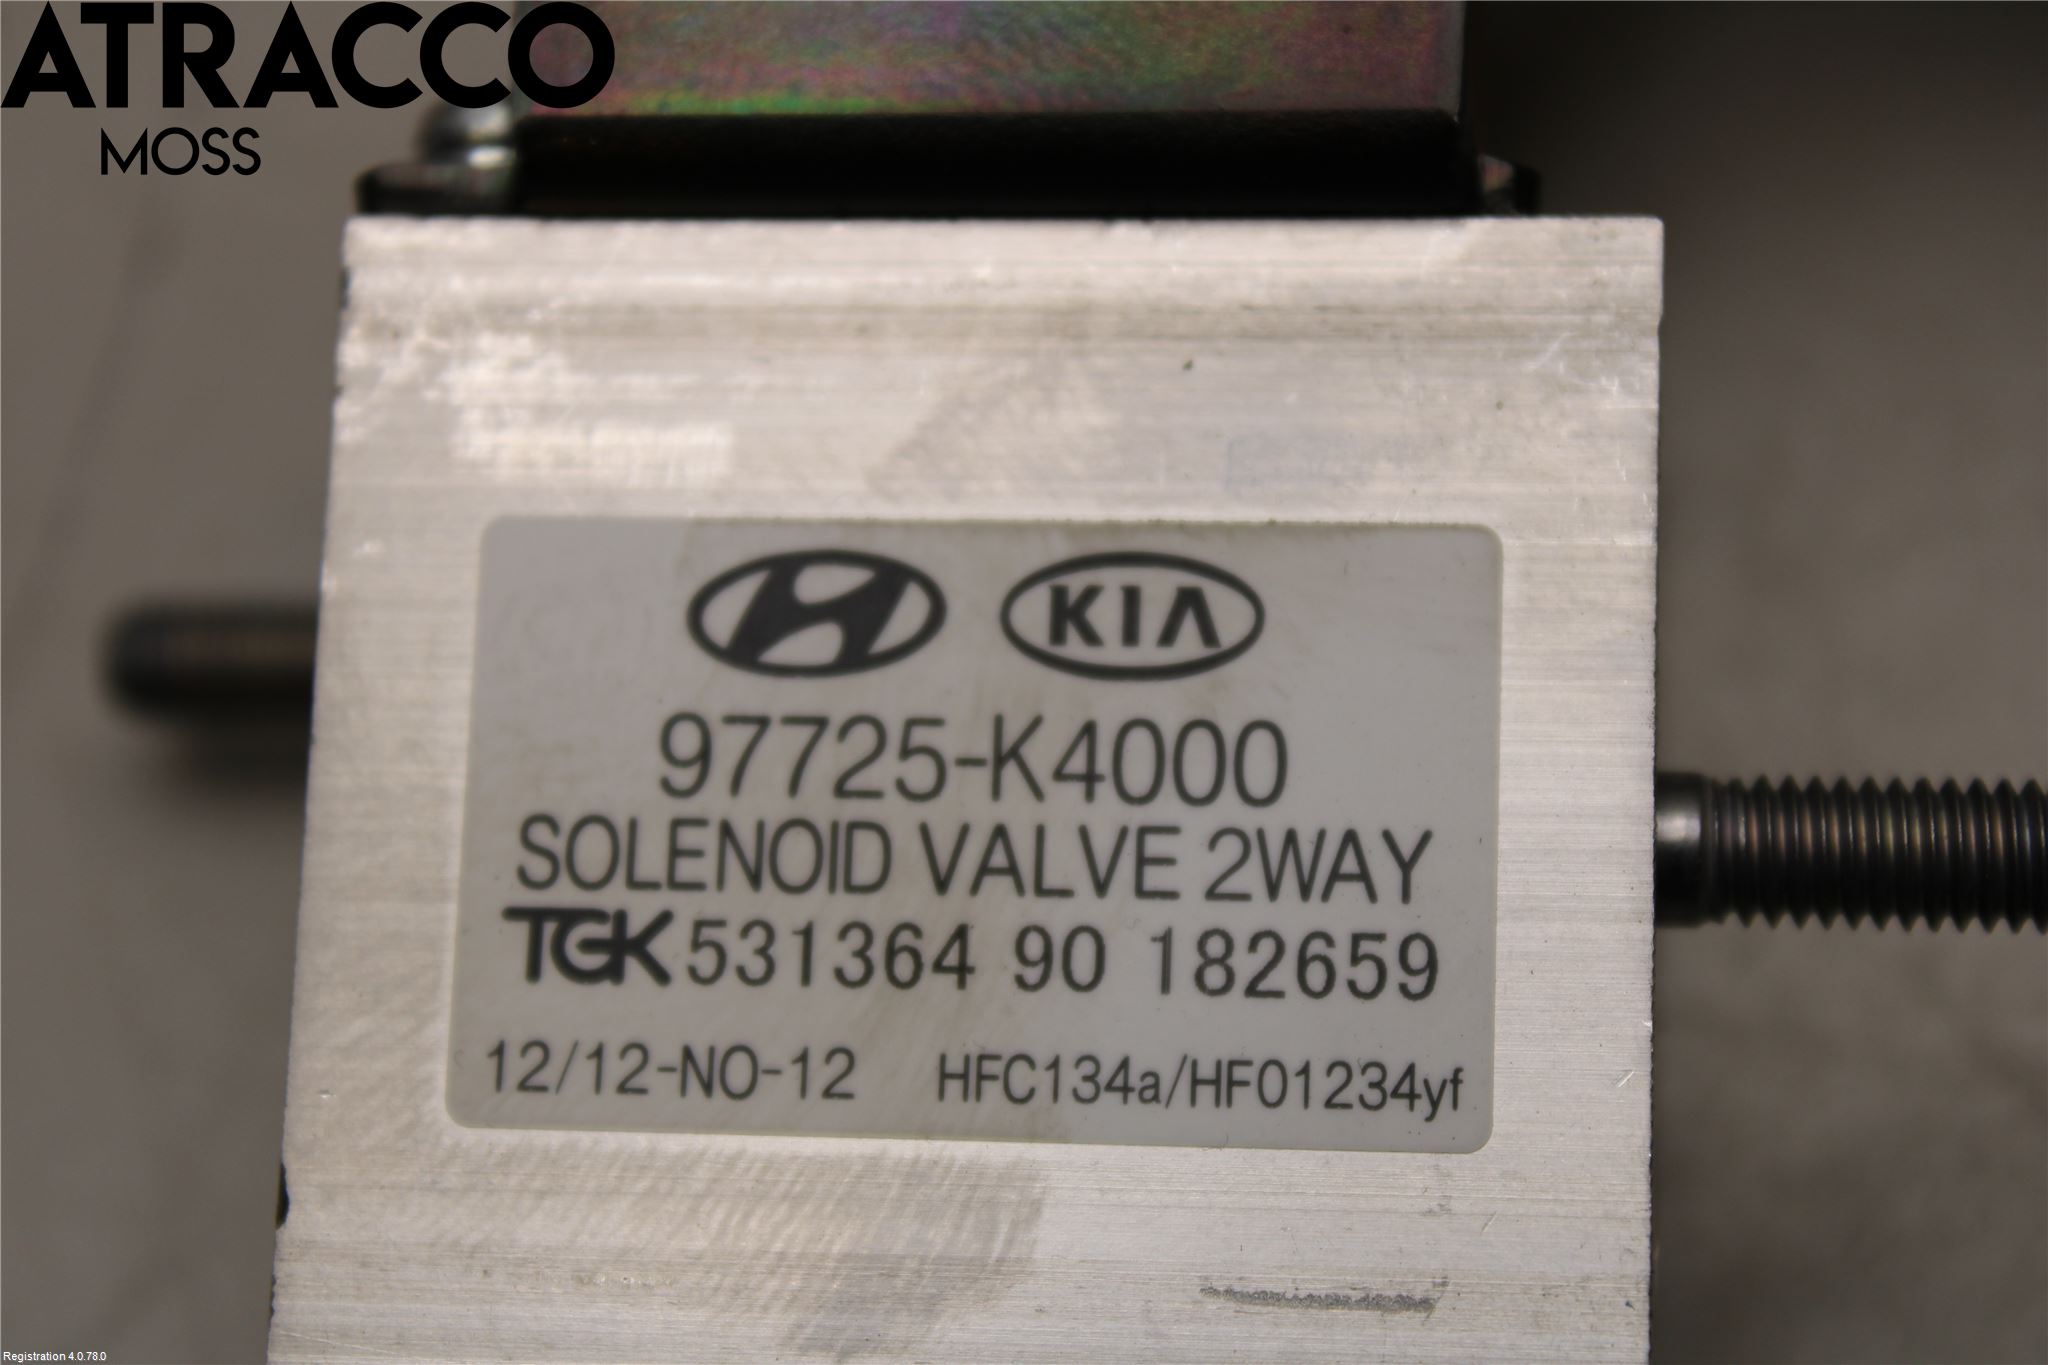 ATRACCO
MOSS
KIA
97725-K4000
SOLENOID VALVE 2WAY
TGK 531364 90 182659
12/12-NO-12 HFC134a/HF01234yf
Registration 4.0.78.0